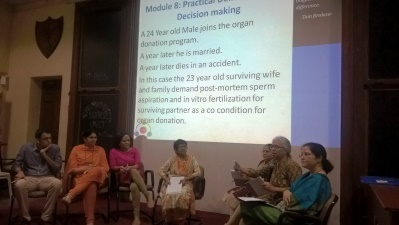 Module 8: Practical
Decision making
A 24 Year old Male joins the organ
donation program.
A year later he is married.
A year later dies in an accident.
In this case the 23 year old surviving wife
and family demand post-mortem sperm
aspiration and in vitro fertilization for
surviving partner as a co condition for
organ donation.
difference